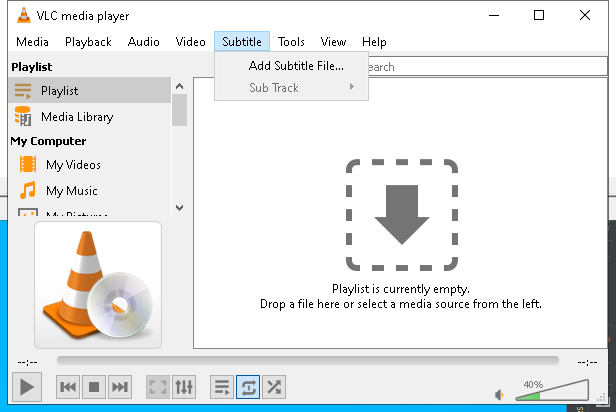 VLC media player
Media Playback Audio Video Subtitle Tools View Help
Playlist
Add Subtitle File...
Sub Track
Playlist
Media Library
My Computer
My Videos
My Music
My Pictures
Playlist is currently empty.
Drop a file here or select a media source from the left.
--:-- --:--
40%